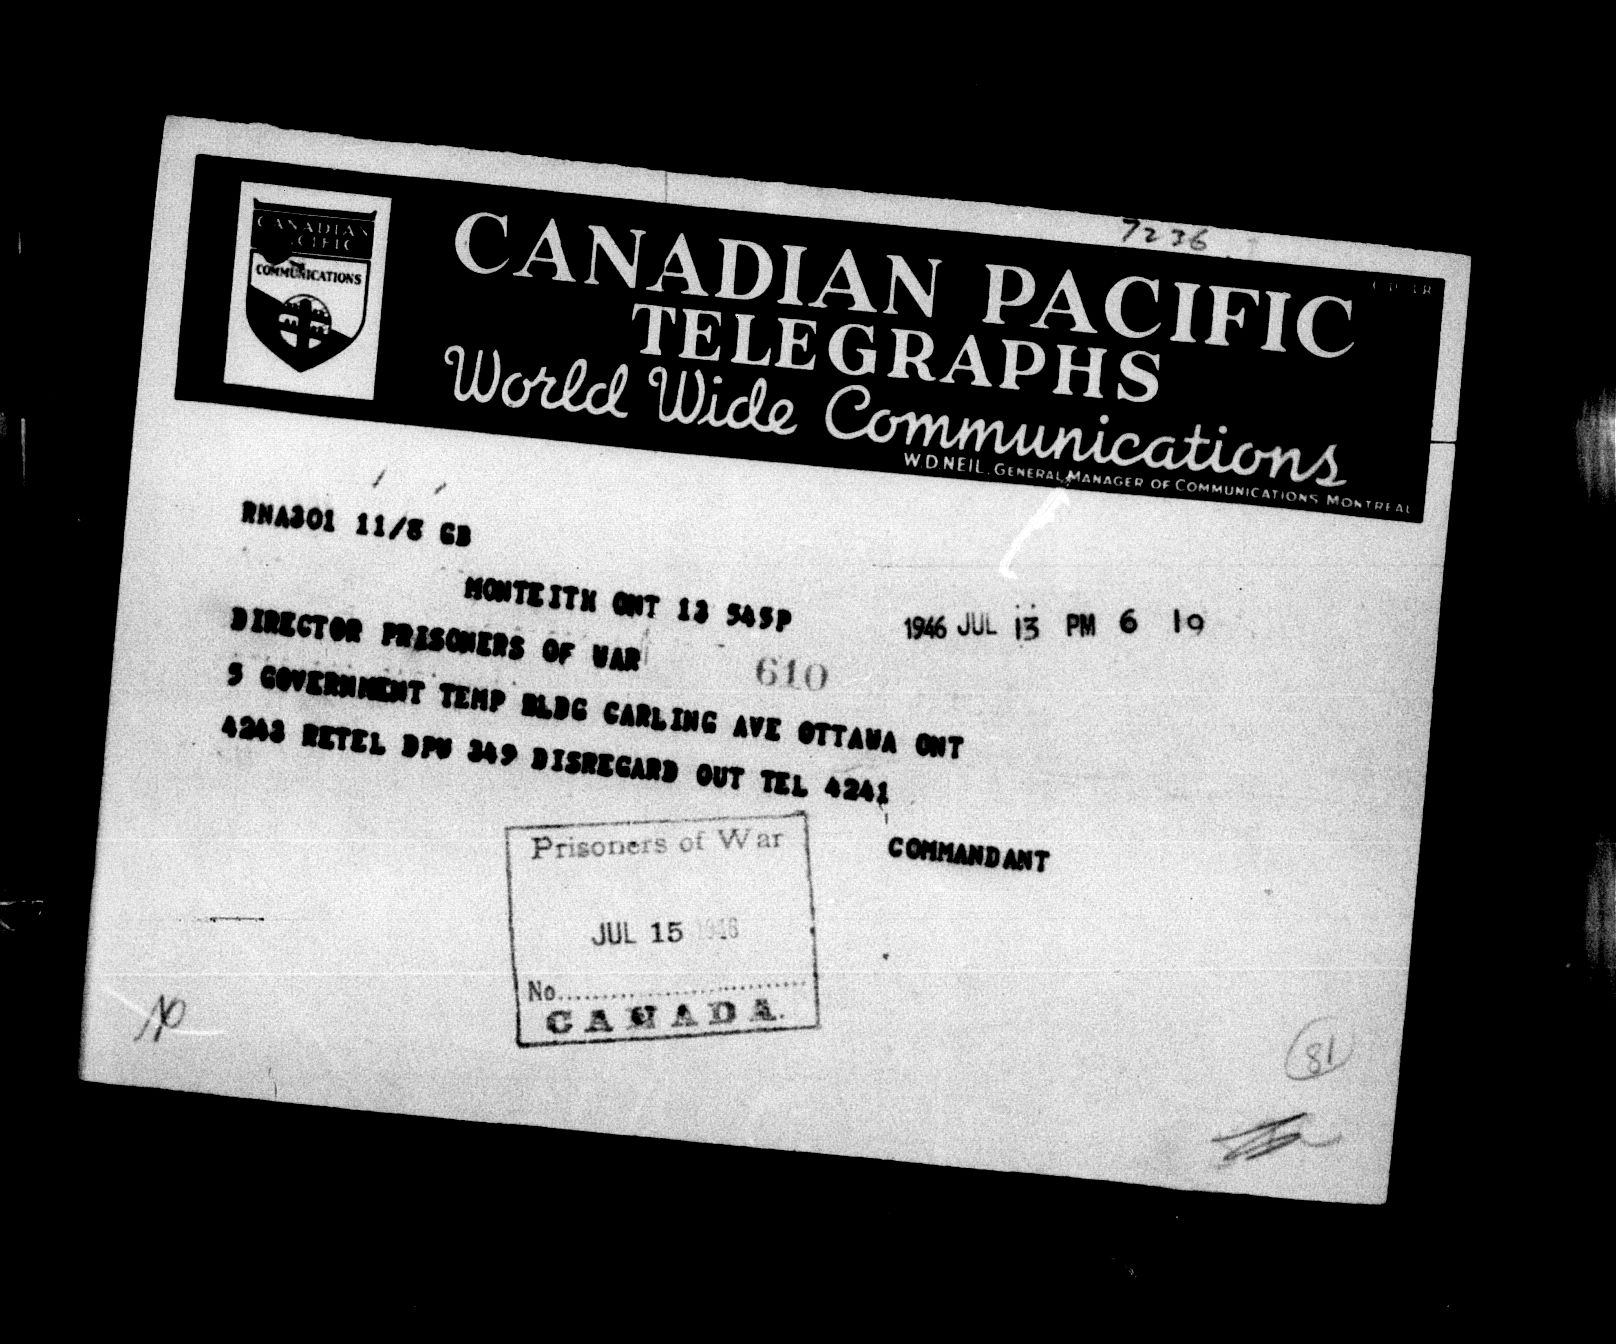 7236
CANADIAN
COMMUNICATIONS
CANADIAN PACIFIC
TELEGRAPHS
World Wide Communications
W.D.NEIL, GENERAL MANAGER OF COMMUNICATIONS MONTREAL
RNA301 11/8 GB
MONTEITH ONT 13 545P
1946 JUL 13 PM 6 19
DIRECTOR PRISONERS OF WAR
610
5 GOVERNMENT TEMP BLDG CARLING AVE OTTAWA ONT
4243 RETEL DPW 349 DISREGARD OUT TEL 4241
COMMANDANT
Prisoners of War
JUL 15 1946
No
CANADA.
81